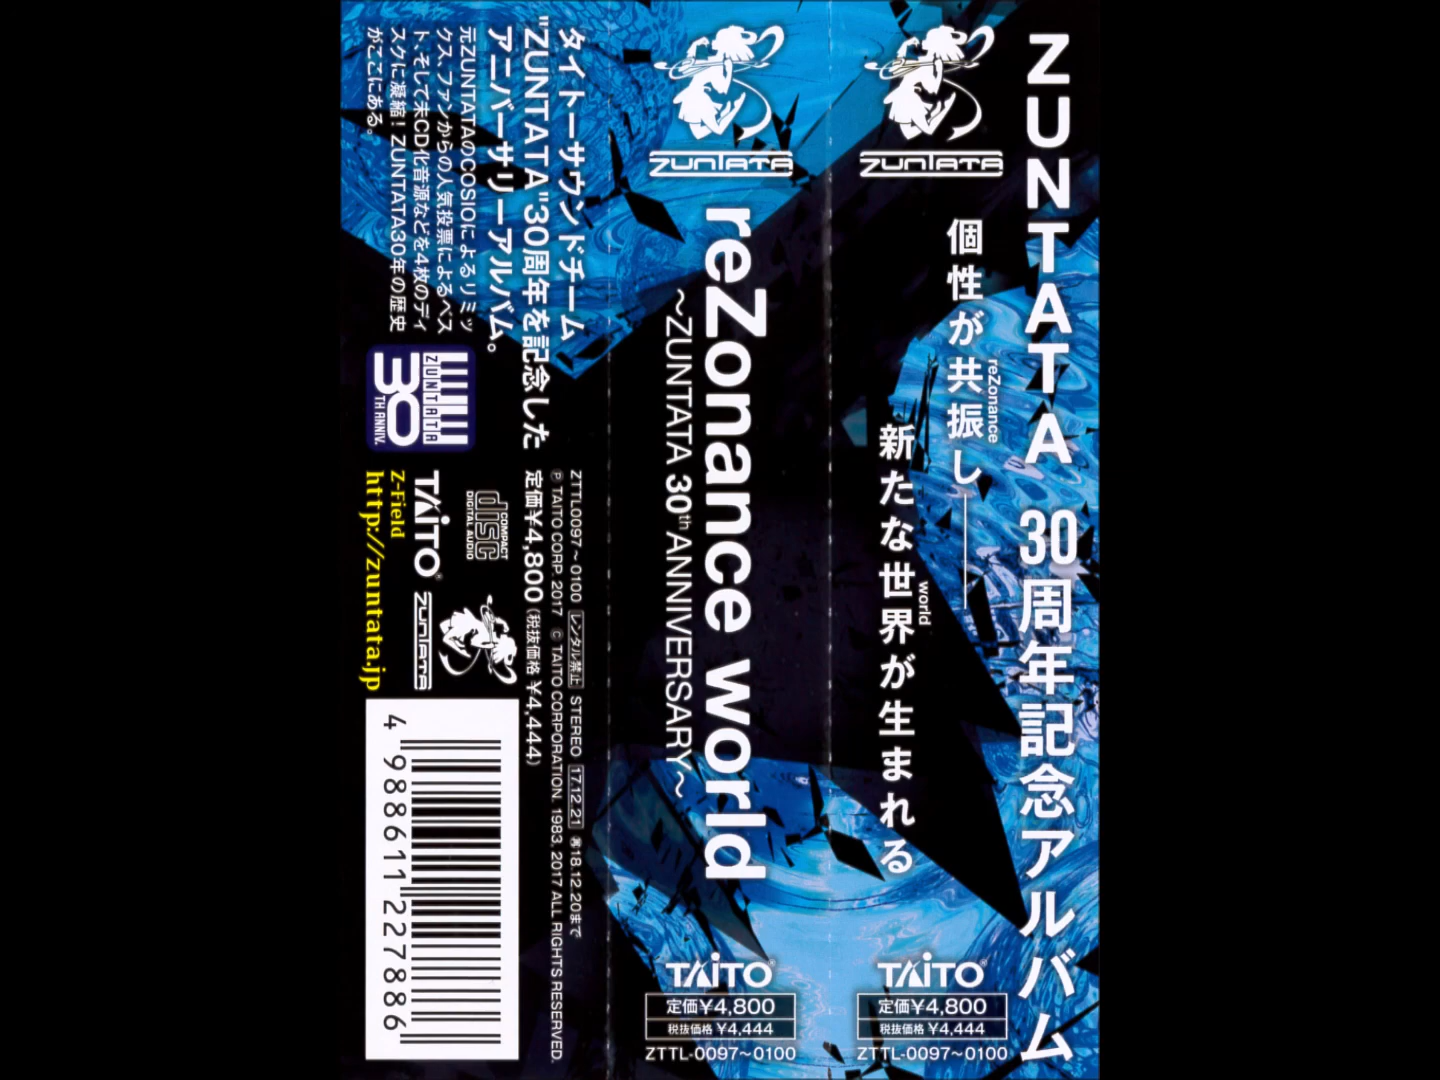 ZUNTATA 30周年記念アルバム
reZonance
個性が共振し――
world
新たな世界が生まれる
ZUNTATA
TAITO
定価¥4,800
税抜価格 ¥4,444
ZTTL-0097～0100
ZUNTATA
reZonance world
～ZUNTATA 30th ANNIVERSARY～
TAITO
定価¥4,800
税抜価格 ¥4,444
ZTTL-0097～0100
タイトーサウンドチーム
"ZUNTATA"30周年を記念した
アニバーサリーアルバム。
元ZUNTATAのCOSIOによるリミッ
クス、ファンからの人気投票によるベス
ト、そして未CD化音源などを4枚のディ
スクに凝縮！ZUNTATA30年の歴史
がここにある。
ZUNTATA
30
TH ANNIV.
ZTTL0097～0100 レンタル禁止 STEREO 17.12.21 再18.12.20まで
℗ TAITO CORP. 2017 © TAITO CORPORATION. 1983, 2017 ALL RIGHTS RESERVED.
定価¥4,800 (税抜価格 ¥4,444)
COMPACT
disc
DIGITAL AUDIO
TAITO
ZUNTATA
Z-Field
http://zuntata.jp
4 988611 227886